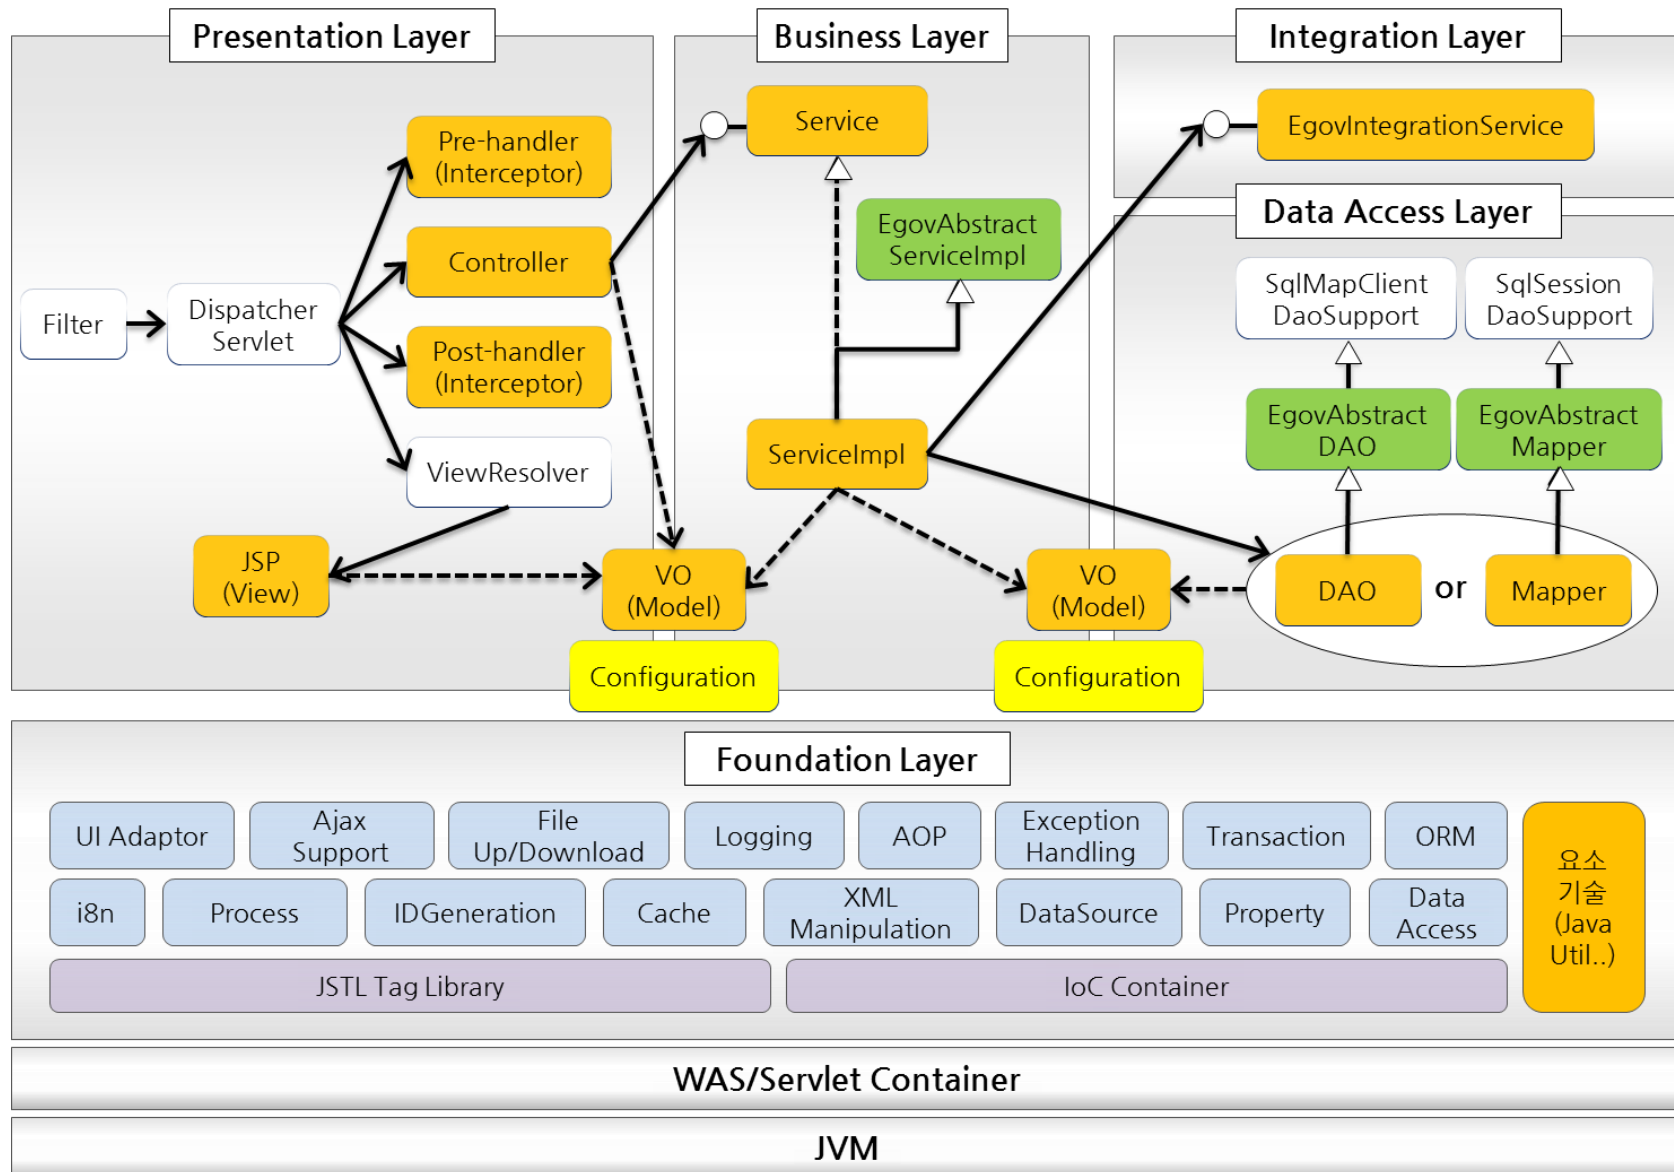 Presentation Layer
Business Layer
Integration Layer
Pre-handler
(Interceptor)
Service
EgovIntegrationService
Controller
EgovAbstract
ServiceImpl
Data Access Layer
SqlMapClient
DaoSupport
SqlSession
DaoSupport
Filter
Dispatcher
Servlet
Post-handler
(Interceptor)
EgovAbstract
DAO
EgovAbstract
Mapper
ViewResolver
ServiceImpl
JSP
(View)
VO
(Model)
VO
(Model)
DAO
or
Mapper
Configuration
Configuration
Foundation Layer
UI Adaptor
Ajax
Support
File
Up/Download
Logging
AOP
Exception
Handling
Transaction
ORM
i8n
Process
IDGeneration
Cache
XML
Manipulation
DataSource
Property
Data
Access
요소
기술
(Java
Util..)
JSTL Tag Library
IoC Container
WAS/Servlet Container
JVM